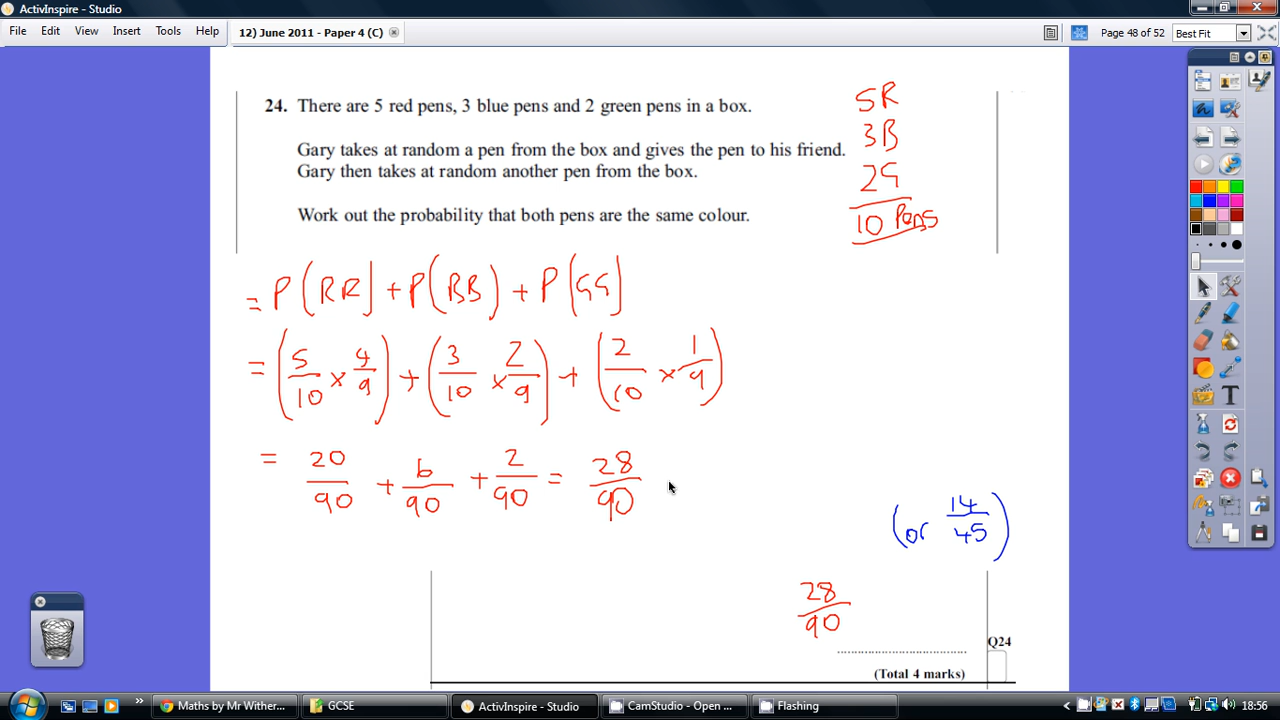 ActivInspire - Studio
File Edit View Insert Tools Help
12) June 2011 - Paper 4 (C)
Page 48 of 52
Best Fit
24. There are 5 red pens, 3 blue pens and 2 green pens in a box.
Gary takes at random a pen from the box and gives the pen to his friend.
Gary then takes at random another pen from the box.
Work out the probability that both pens are the same colour.
5R
3B
2G
10 Pens
= P(RR) + P(BB) + P(GG)
= (5/10 × 4/9) + (3/10 × 2/9) + (2/10 × 1/9)
= 20/90 + 6/90 + 2/90 = 28/90
(or 14/45)
28/90
Q24
(Total 4 marks)
Maths by Mr Wither...
GCSE
ActivInspire - Studio
CamStudio - Open ...
Flashing
18:56